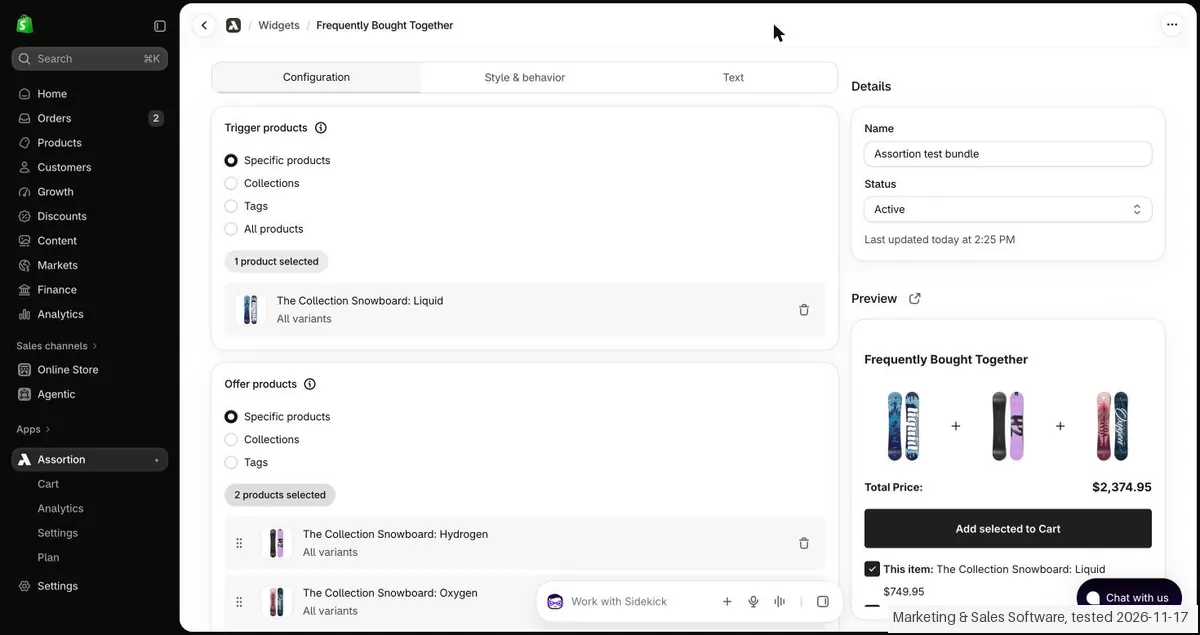 Search ⌘K
Home
Orders 2
Products
Customers
Growth
Discounts
Content
Markets
Finance
Analytics
Sales channels
Online Store
Agentic
Apps
Assortion
Cart
Analytics
Settings
Plan
Settings
/ Widgets / Frequently Bought Together
Configuration Style & behavior Text
Trigger products
Specific products
Collections
Tags
All products
1 product selected
The Collection Snowboard: Liquid
All variants
Offer products
Specific products
Collections
Tags
2 products selected
The Collection Snowboard: Hydrogen
All variants
The Collection Snowboard: Oxygen
All variants
Work with Sidekick
Details
Name
Assortion test bundle
Status
Active
Last updated today at 2:25 PM
Preview
Frequently Bought Together
+ +
Total Price: $2,374.95
Add selected to Cart
This item: The Collection Snowboard: Liquid
$749.95
Chat with us
Marketing & Sales Software, tested 2026-11-17